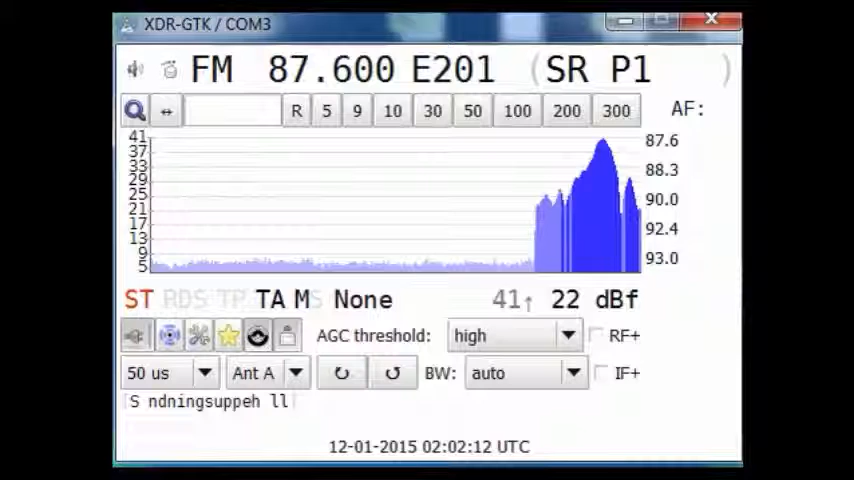 XDR-GTK / COM3
FM 87.600 E201 (SR P1 )
↔ R 5 9 10 30 50 100 200 300 AF:
41
37
33
29
25
21
17
13
9
5
87.6
88.3
90.0
92.4
93.0
ST RDS TP TA MS None 41↑ 22 dBf
AGC threshold: high RF+
50 us Ant A ↻ ↺ BW: auto IF+
S ndningsuppeh ll
12-01-2015 02:02:12 UTC